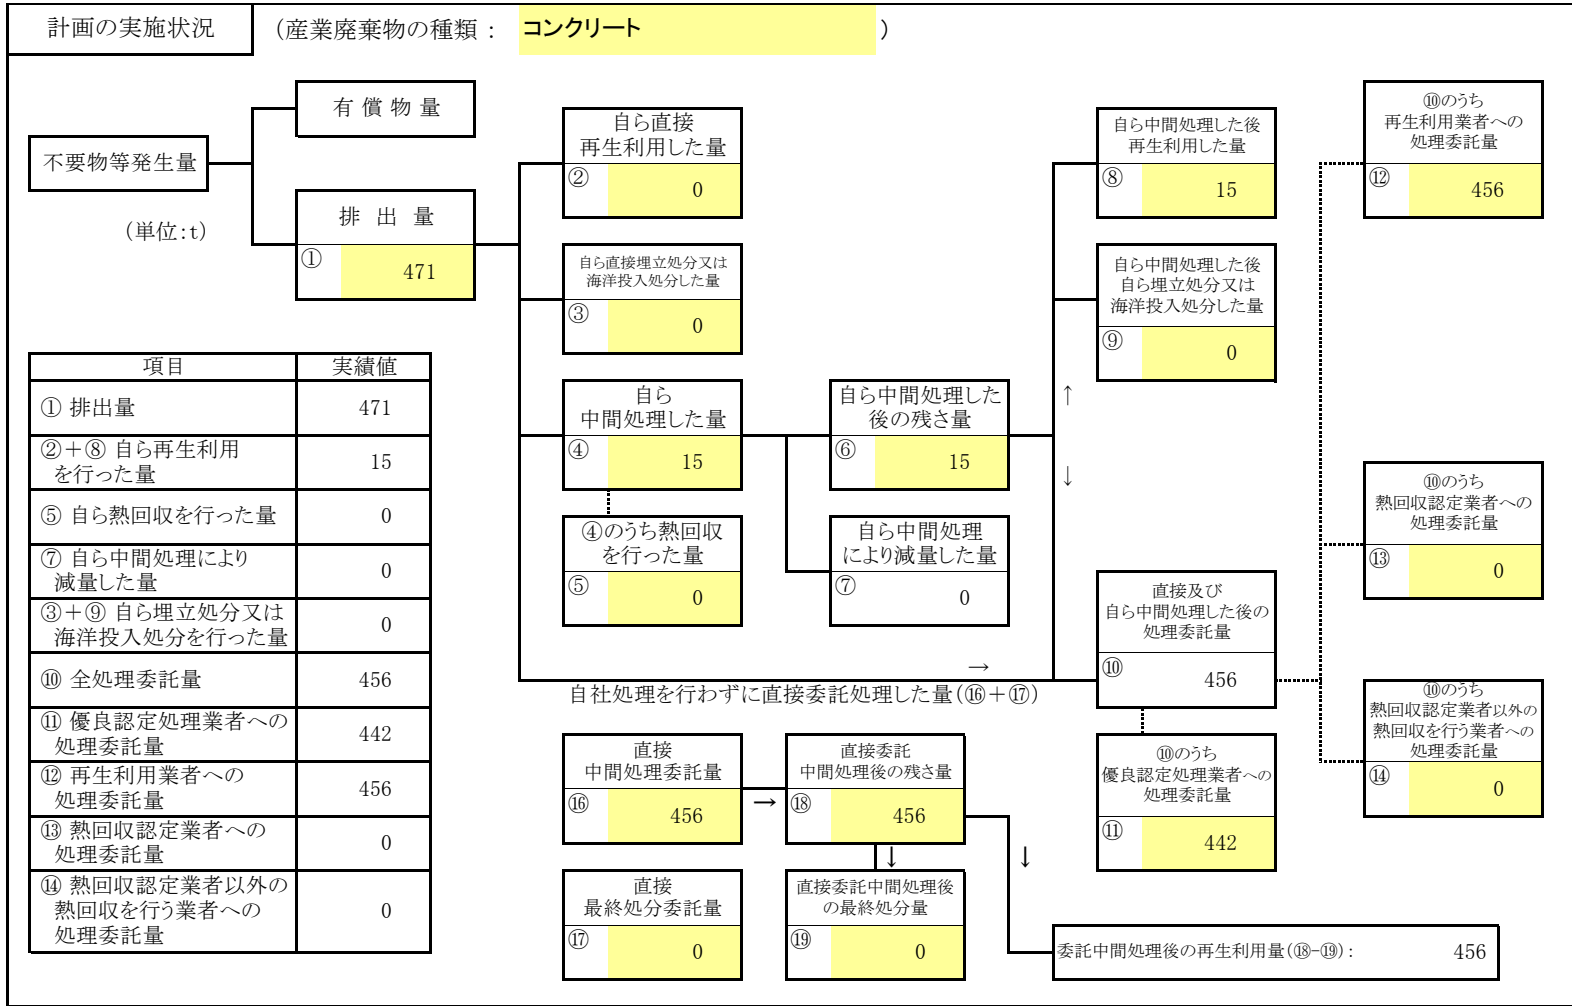 計画の実施状況
(産業廃棄物の種類： コンクリート )
不要物等発生量
(単位:t)
有償物量
排出量
① 471
自ら直接
再生利用した量
② 0
自ら直接埋立処分又は
海洋投入処分した量
③ 0
自ら
中間処理した量
④ 15
④のうち熱回収
を行った量
⑤ 0
自ら中間処理した
後の残さ量
⑥ 15
自ら中間処理
により減量した量
⑦ 0
自ら中間処理した後
再生利用した量
⑧ 15
自ら中間処理した後
自ら埋立処分又は
海洋投入処分した量
⑨ 0
↑
↓
直接及び
自ら中間処理した後の
処理委託量
⑩ 456
⑩のうち
優良認定処理業者への
処理委託量
⑪ 442
⑩のうち
再生利用業者への
処理委託量
⑫ 456
⑩のうち
熱回収認定業者への
処理委託量
⑬ 0
⑩のうち
熱回収認定業者以外の
熱回収を行う業者への
処理委託量
⑭ 0
→
自社処理を行わずに直接委託処理した量(⑯＋⑰)
直接
中間処理委託量
⑯ 456
→
直接委託
中間処理後の残さ量
⑱ 456
↓
↓
直接
最終処分委託量
⑰ 0
直接委託中間処理後
の最終処分量
⑲ 0
委託中間処理後の再生利用量(⑱-⑲)： 456
項目 実績値
① 排出量 471
②＋⑧ 自ら再生利用
を行った量 15
⑤ 自ら熱回収を行った量 0
⑦ 自ら中間処理により
減量した量 0
③＋⑨ 自ら埋立処分又は
海洋投入処分を行った量 0
⑩ 全処理委託量 456
⑪ 優良認定処理業者への
処理委託量 442
⑫ 再生利用業者への
処理委託量 456
⑬ 熱回収認定業者への
処理委託量 0
⑭ 熱回収認定業者以外の
熱回収を行う業者への
処理委託量 0